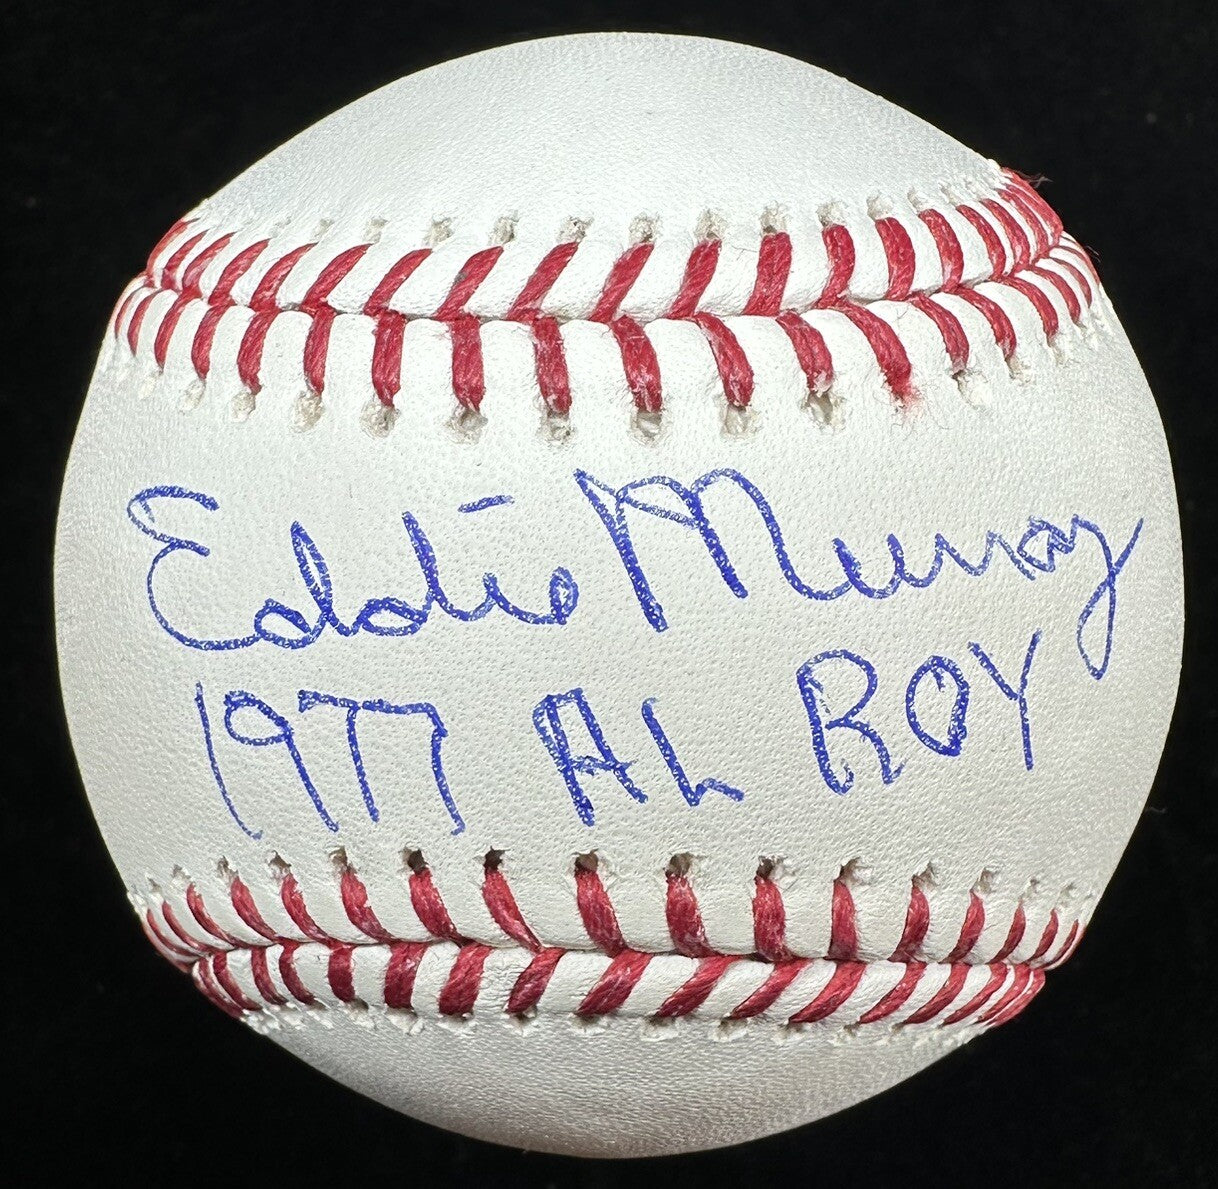 Eddie Murray
1977 AL ROY